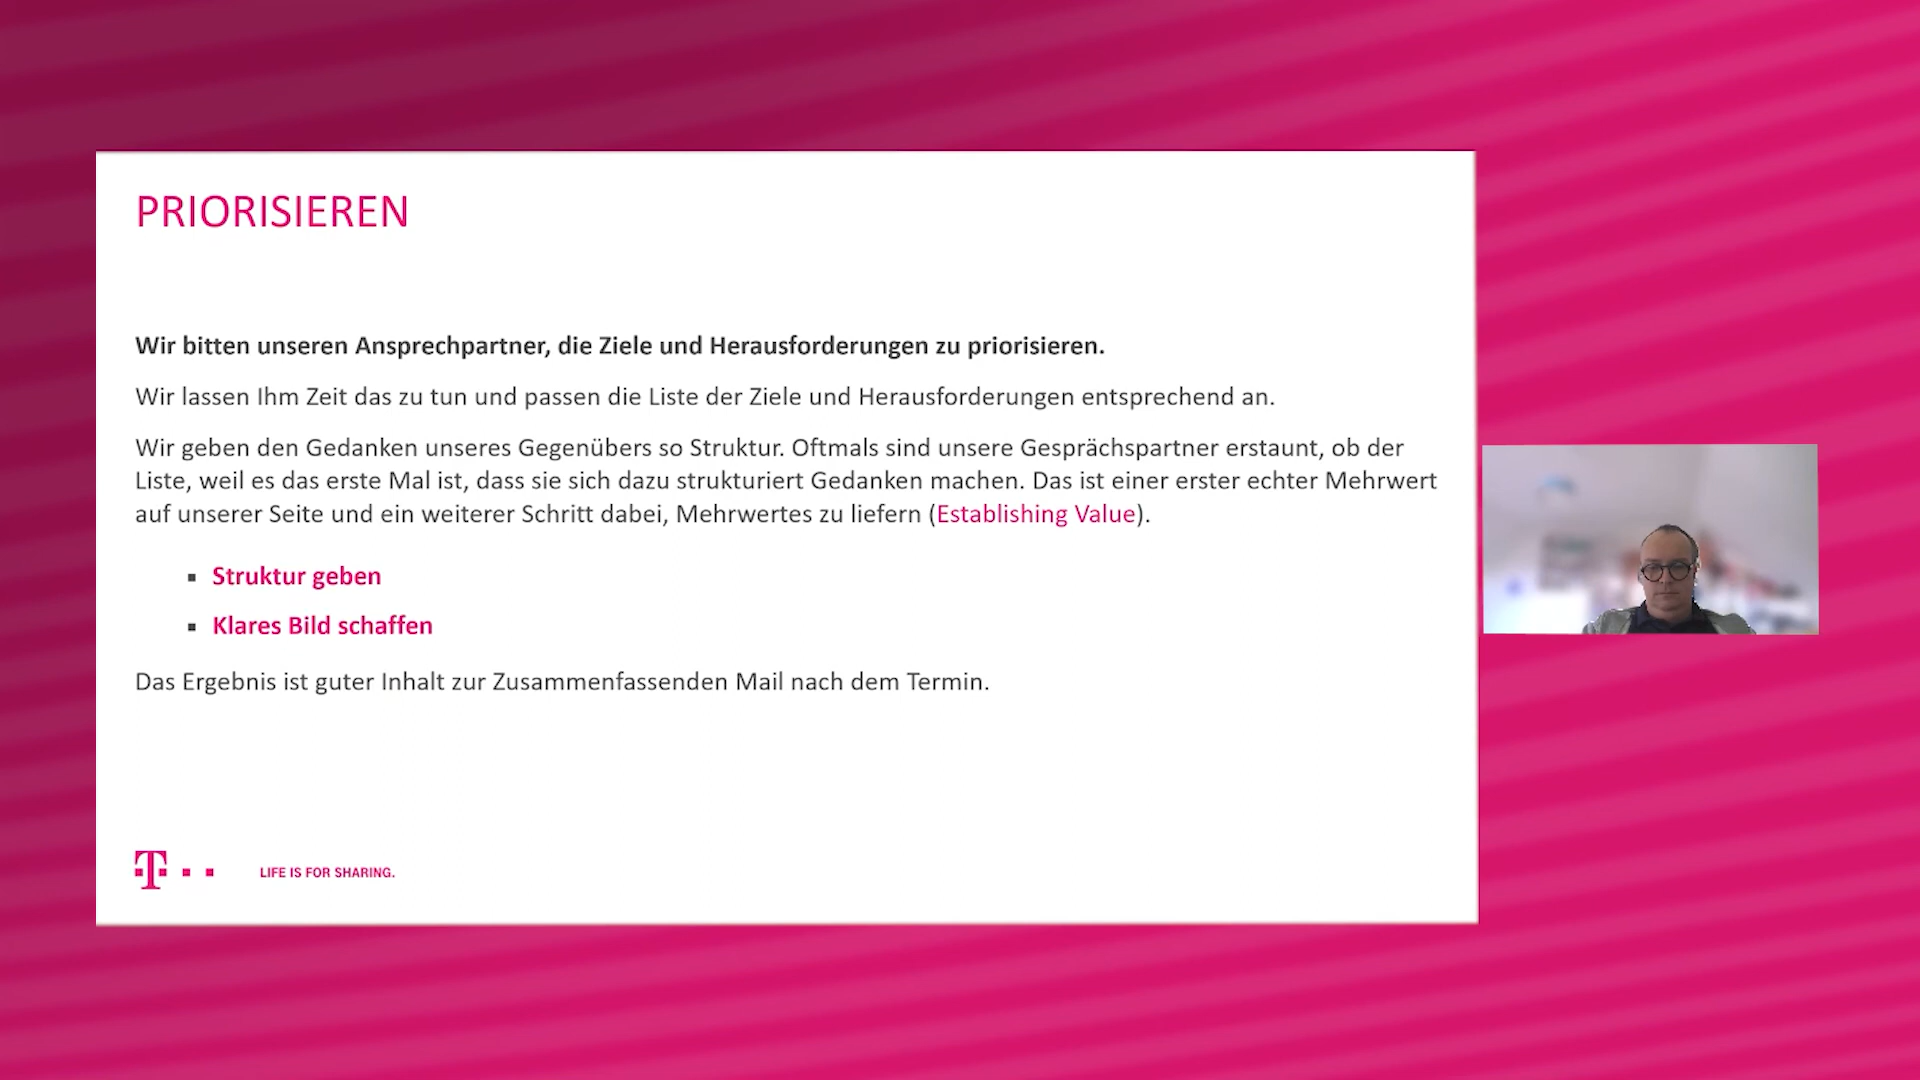 PRIORISIEREN
Wir bitten unseren Ansprechpartner, die Ziele und Herausforderungen zu priorisieren.
Wir lassen Ihm Zeit das zu tun und passen die Liste der Ziele und Herausforderungen entsprechend an.
Wir geben den Gedanken unseres Gegenübers so Struktur. Oftmals sind unsere Gesprächspartner erstaunt, ob der
Liste, weil es das erste Mal ist, dass sie sich dazu strukturiert Gedanken machen. Das ist einer erster echter Mehrwert
auf unserer Seite und ein weiterer Schritt dabei, Mehrwertes zu liefern (Establishing Value).
▪ Struktur geben
▪ Klares Bild schaffen
Das Ergebnis ist guter Inhalt zur Zusammenfassenden Mail nach dem Termin.
T LIFE IS FOR SHARING.